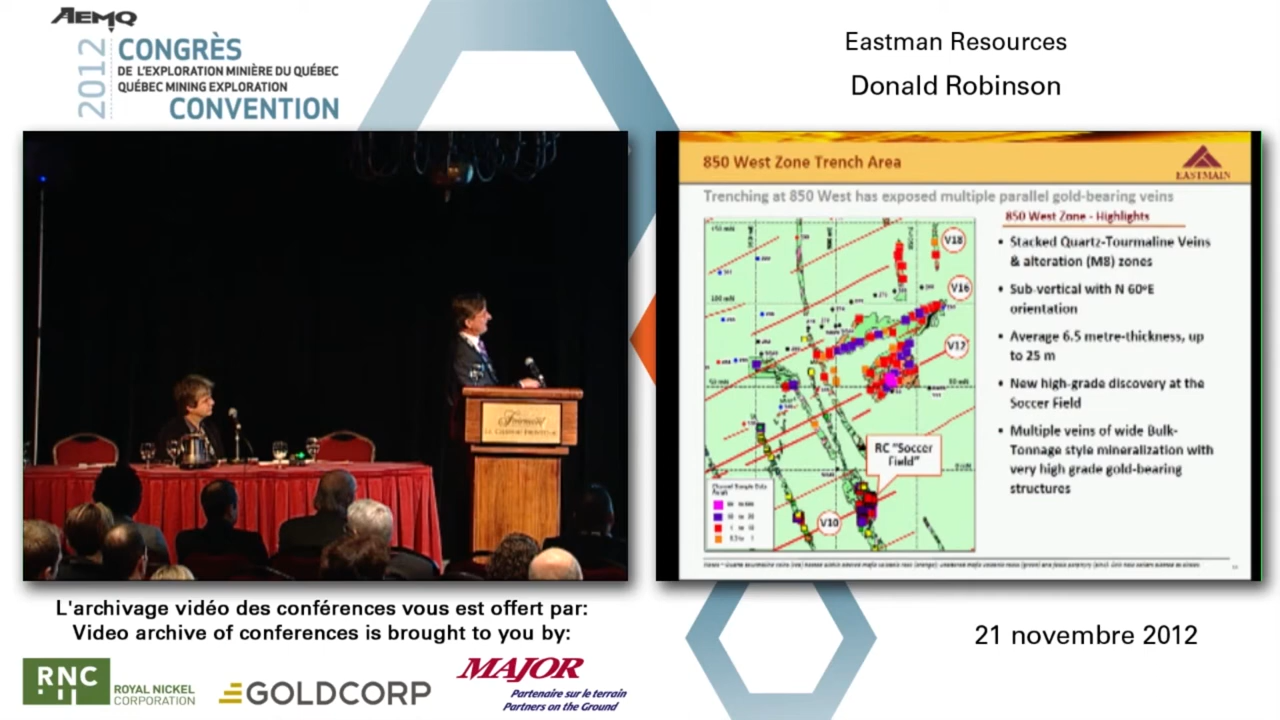 AEMQ
2012
CONGRÈS
DE L'EXPLORATION MINIÈRE DU QUÉBEC
QUÉBEC MINING EXPLORATION
CONVENTION
Eastman Resources
Donald Robinson
Fairmont
850 West Zone Trench Area
EASTMAIN
Trenching at 850 West has exposed multiple parallel gold-bearing veins
850 West Zone - Highlights
• Stacked Quartz-Tourmaline Veins
& alteration (M8) zones
• Sub-vertical with N 60ºE
orientation
• Average 6.5 metre-thickness, up
to 25 m
• New high-grade discovery at the
Soccer Field
• Multiple veins of wide Bulk-
Tonnage style mineralization with
very high grade gold-bearing
structures
V18
V16
V12
RC "Soccer
Field"
V10
L'archivage vidéo des conférences vous est offert par:
Video archive of conferences is brought to you by:
21 novembre 2012
RNC
ROYAL NICKEL
CORPORATION
GOLDCORP
MAJOR
Partenaire sur le terrain
Partners on the Ground